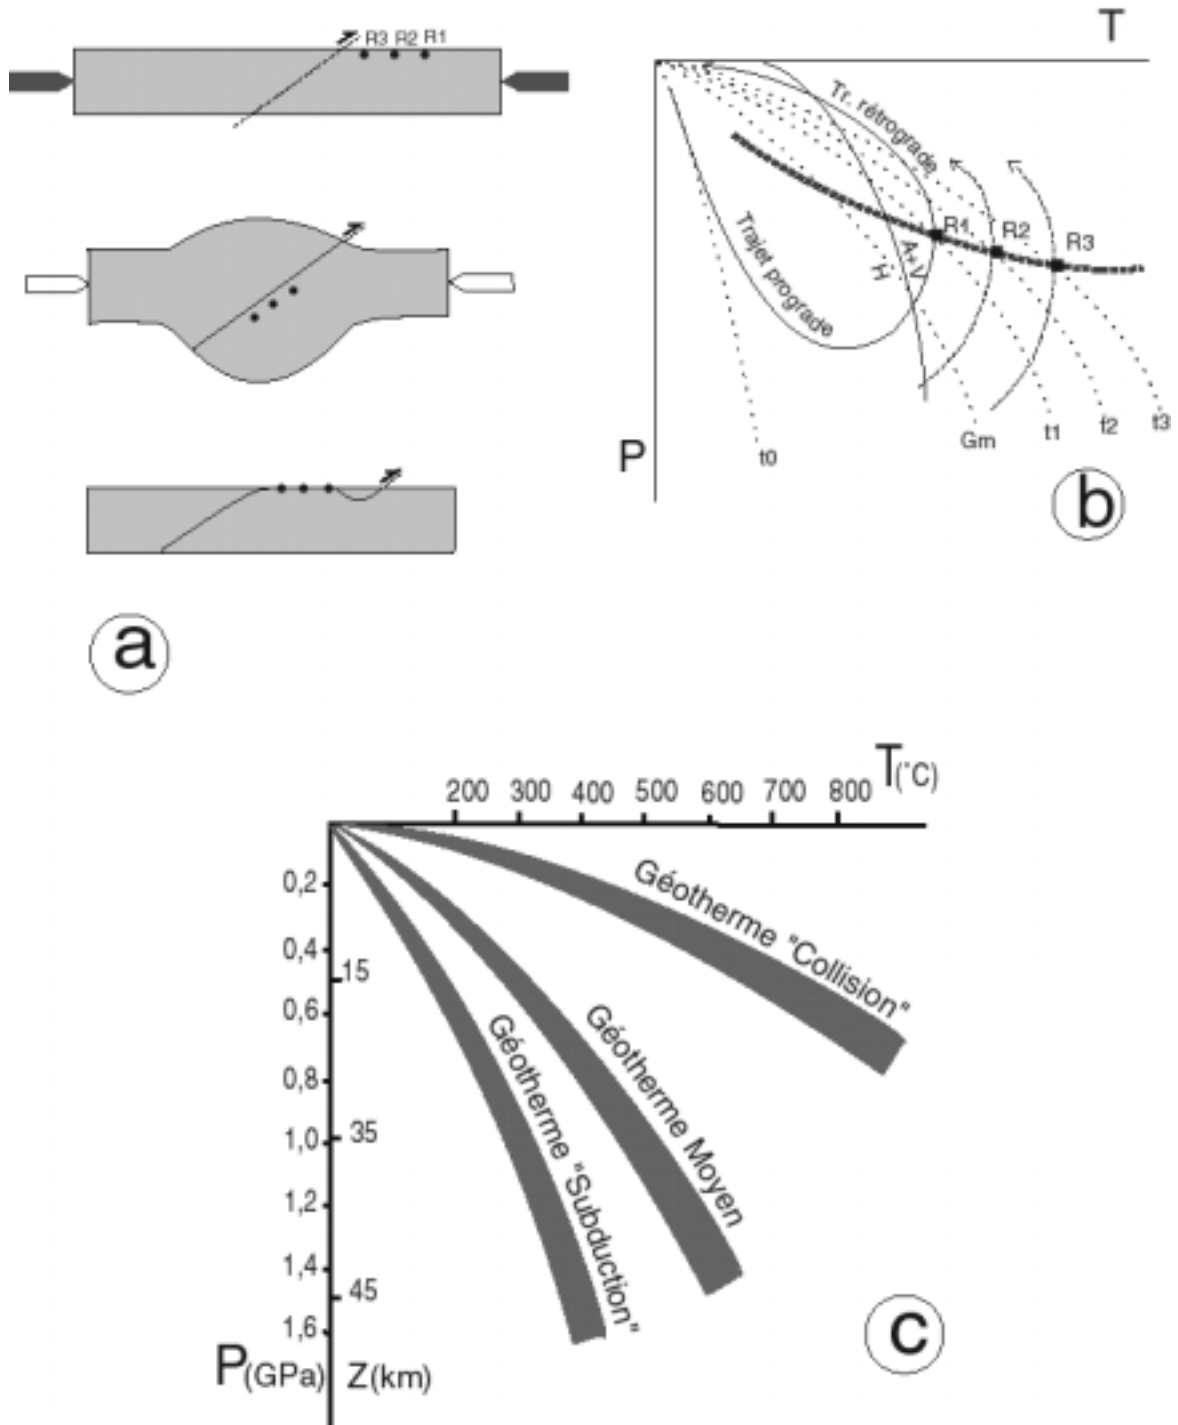 R3 R2 R1
a
T
Tr. rétrograde
Trajet prograde
H
A+V
R1
R2
R3
t0
Gm
t1
t2
t3
P
b
T(°C)
200 300 400 500 600 700 800
0,2
0,4
15
0,6
0,8
1,0
35
1,2
1,4
45
1,6
P(GPa) Z(km)
Géotherme "Collision"
Géotherme Moyen
Géotherme "Subduction"
c